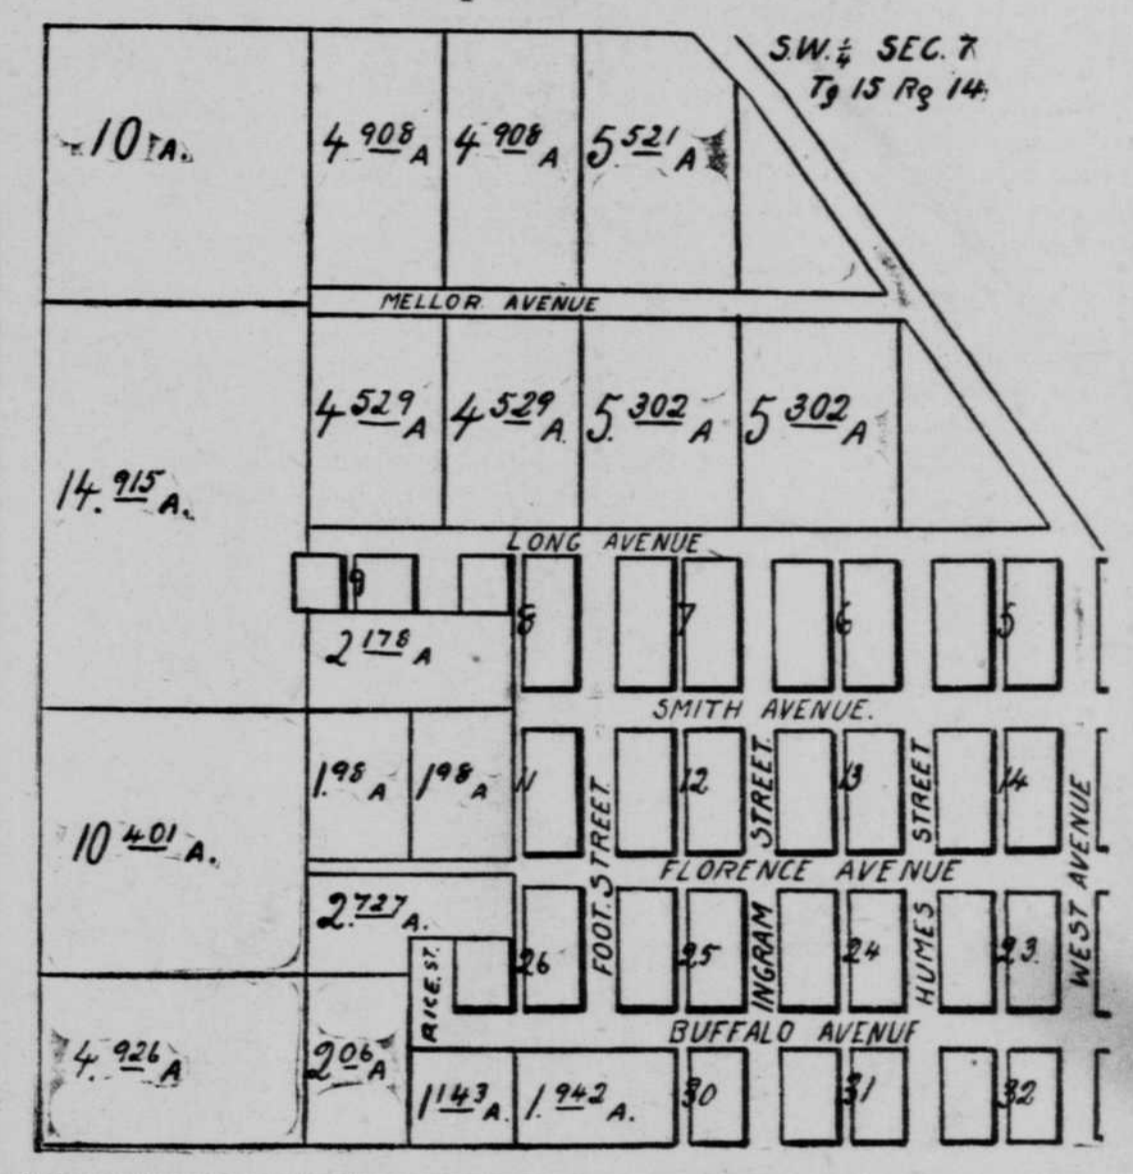 S.W. 1/4 SEC. 7
Tg 15 Rg 14.
10 A.
4 908 A
4 908 A
5 521 A
MELLOR AVENUE
4 529 A
4 529 A.
5. 302 A
5 302 A
14. 915 A.
LONG AVENUE
9
8
7
6
5
2 178 A
SMITH AVENUE.
1.98 A
1 98 A
11
12
13
14
FOOT. STREET.
INGRAM STREET.
HUMES STREET
WEST AVENUE
10 401 A.
FLORENCE AVENUE
2. 727 A.
RICE. ST.
26
25
24
23.
BUFFALO AVENUE
4. 926 A
2 06 A
1 143 A.
1. 942 A.
30
31
32